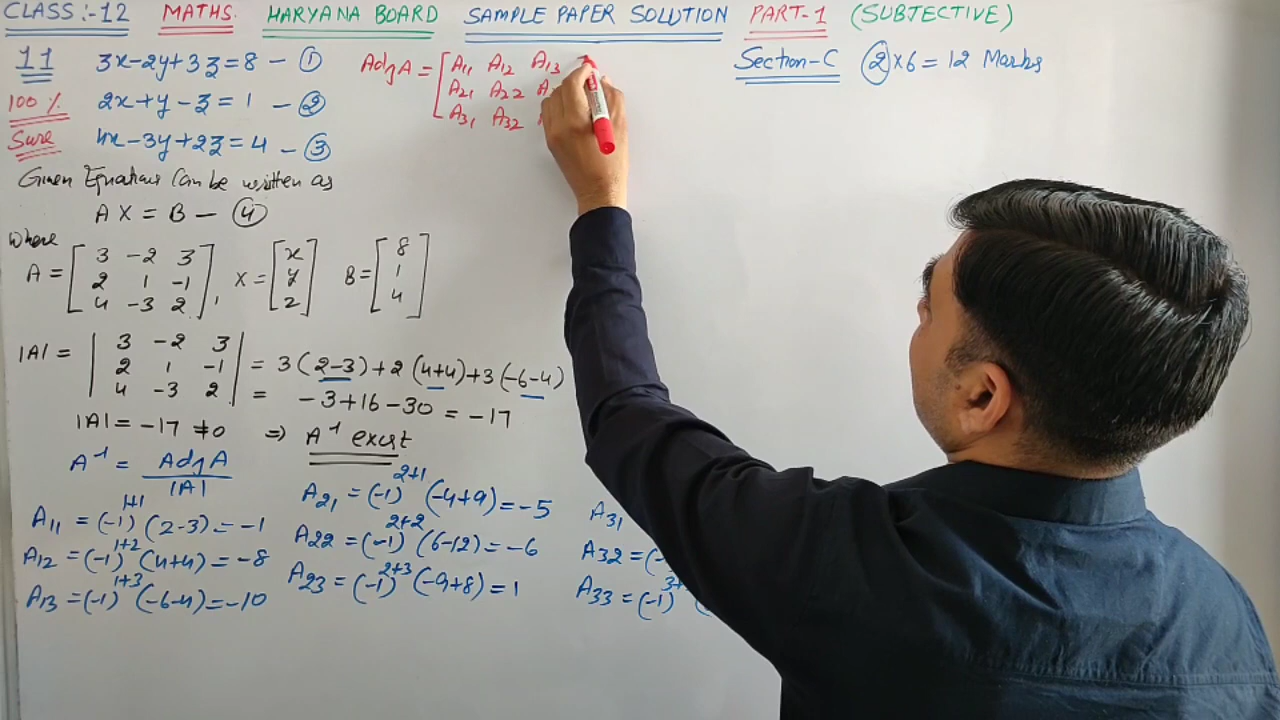 CLASS:-12 MATHS. HARYANA BOARD SAMPLE PAPER SOLUTION PART-1 (SUBJECTIVE)
11 3x-2y+3z=8 - ①
100 % 2x+y-z=1 - ②
Sure 4x-3y+2z=4 - ③
Given Equations Can be written as
AX = B - ④
Where
A = [3 -2 3
2 1 -1
4 -3 2], X = [x
y
z] B = [8
1
4]
|A| = |3 -2 3
2 1 -1
4 -3 2| = 3(2-3)+2(4+4)+3(-6-4)
= -3+16-30 = -17
|A| = -17 ≠0 ⇒ A⁻¹ exist
A⁻¹ = AdjA / |A|
A11 = (-1)^1+1 (2-3) = -1
A12 = (-1)^1+2 (4+4) = -8
A13 = (-1)^1+3 (-6-4) = -10
A21 = (-1)^2+1 (-4+9) = -5
A22 = (-1)^2+2 (6-12) = -6
A23 = (-1)^2+3 (-9+8) = 1
A31
A32 = (-
A33 = (-1)^3+ (
AdjA = [A11 A12 A13
A21 A22
A31 A32
Section-C ②×6 = 12 Marks